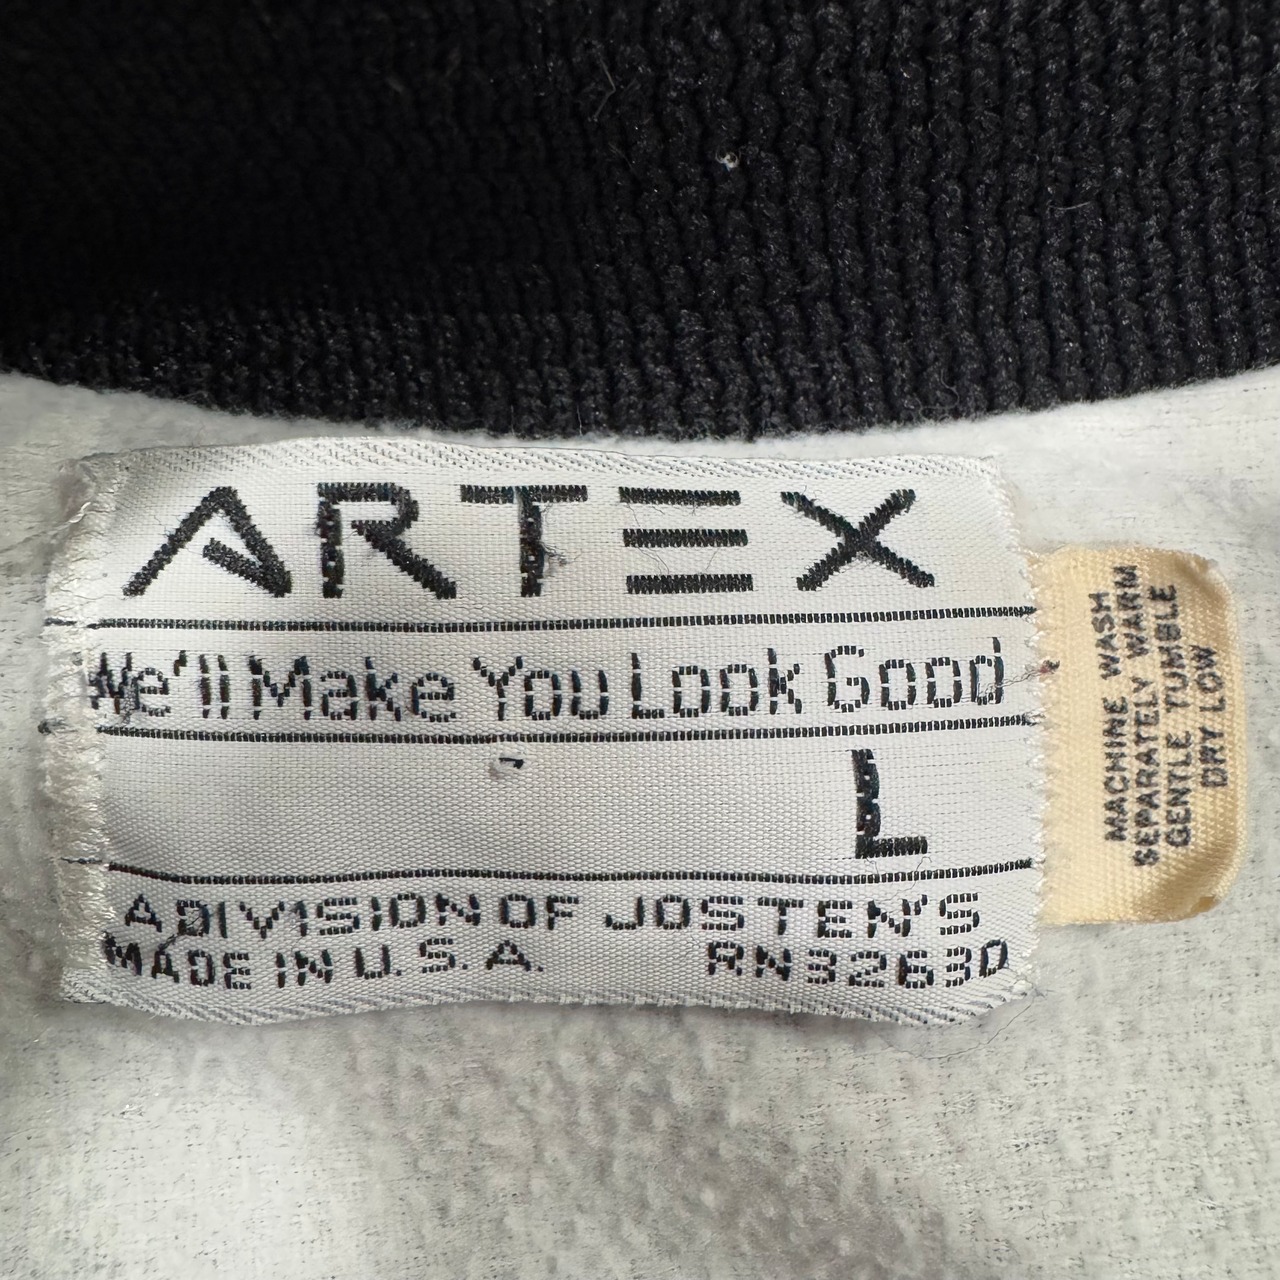 ARTEX
We'll Make You Look Good
L
A DIVISION OF JOSTEN'S
MADE IN U.S.A. RN32630
MACHINE WASH
SEPARATELY WARM
GENTLE TUMBLE
DRY LOW